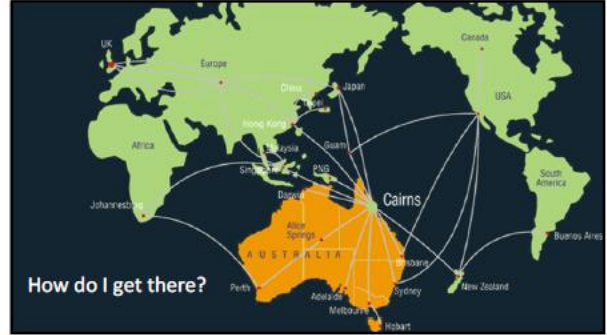 Canada
UK
Europe
USA
China
Japan
Taipei
Hong Kong
Guam
Africa
Malaysia
Singapore
PNG
South
America
Darwin
Cairns
Johannesburg
Alice
Springs
Buenos Aires
AUSTRALIA
Brisbane
How do I get there?
Perth
Adelaide
Sydney
New Zealand
Melbourne
Hobart